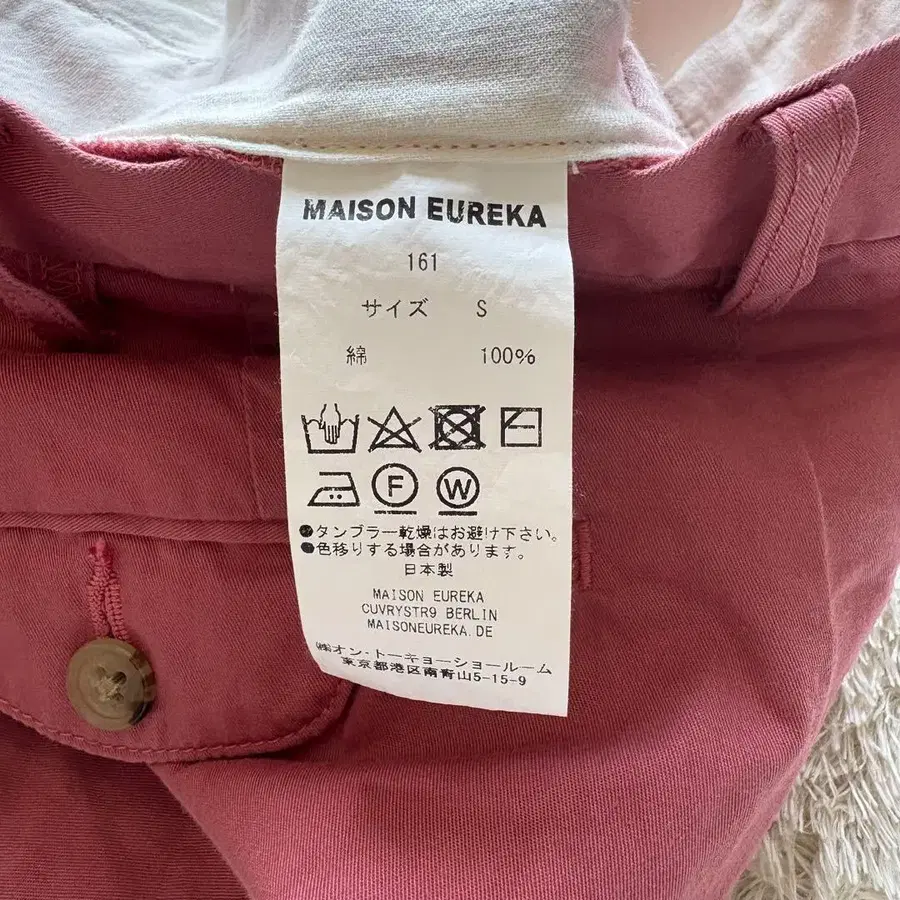 MAISON EUREKA
161
サイズ S
綿 100%
F W
●タンブラー乾燥はお避け下さい。
●色移りする場合があります。
日本製
MAISON EUREKA
CUVRYSTR9 BERLIN
MAISONEUREKA.DE
㈱オン・トーキョーショールーム
東京都港区南青山5-15-9